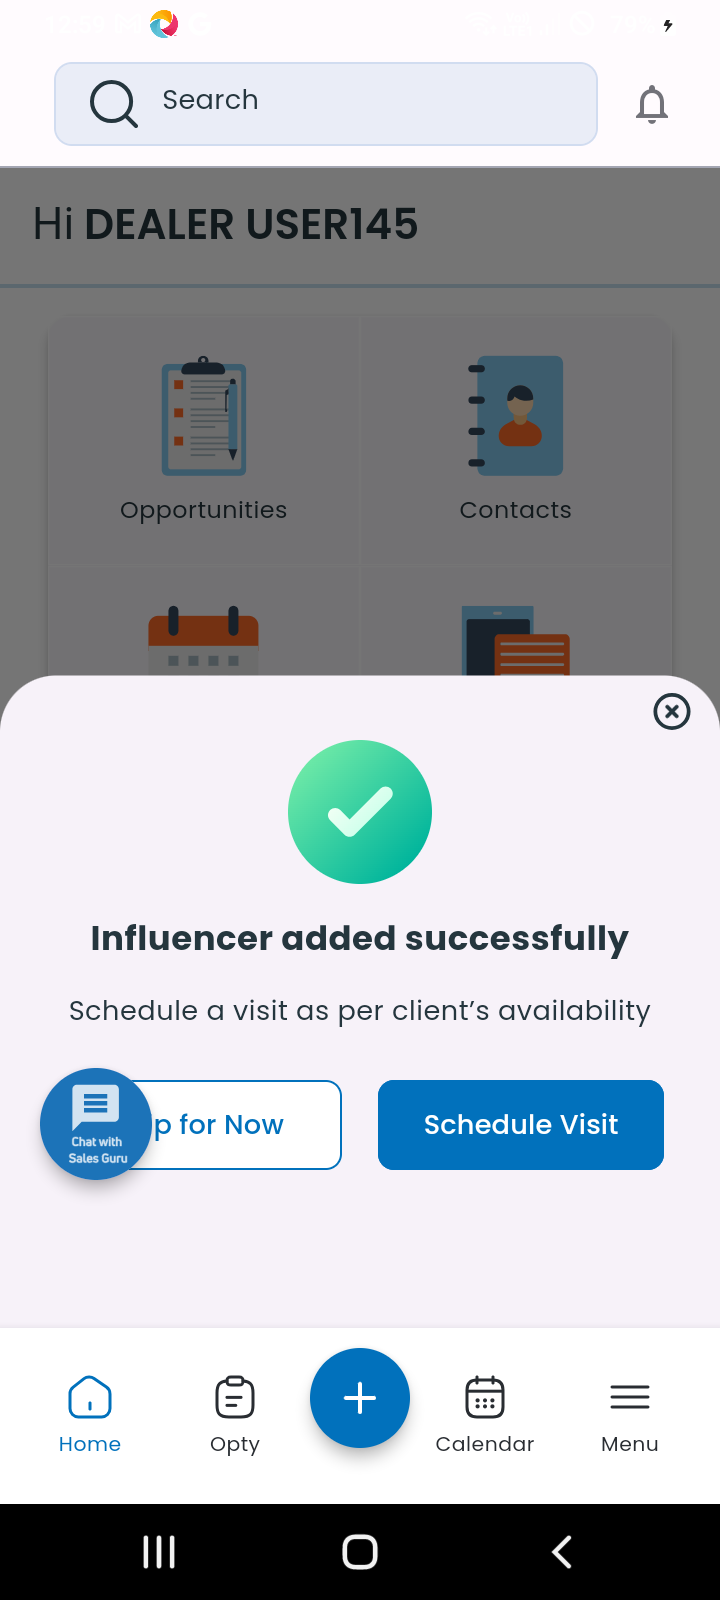 Search
Hi DEALER USER145
Opportunities
Contacts
Influencer added successfully
Schedule a visit as per client’s availability
p for Now
Schedule Visit
Chat with
Sales Guru
Home
Opty
Calendar
Menu